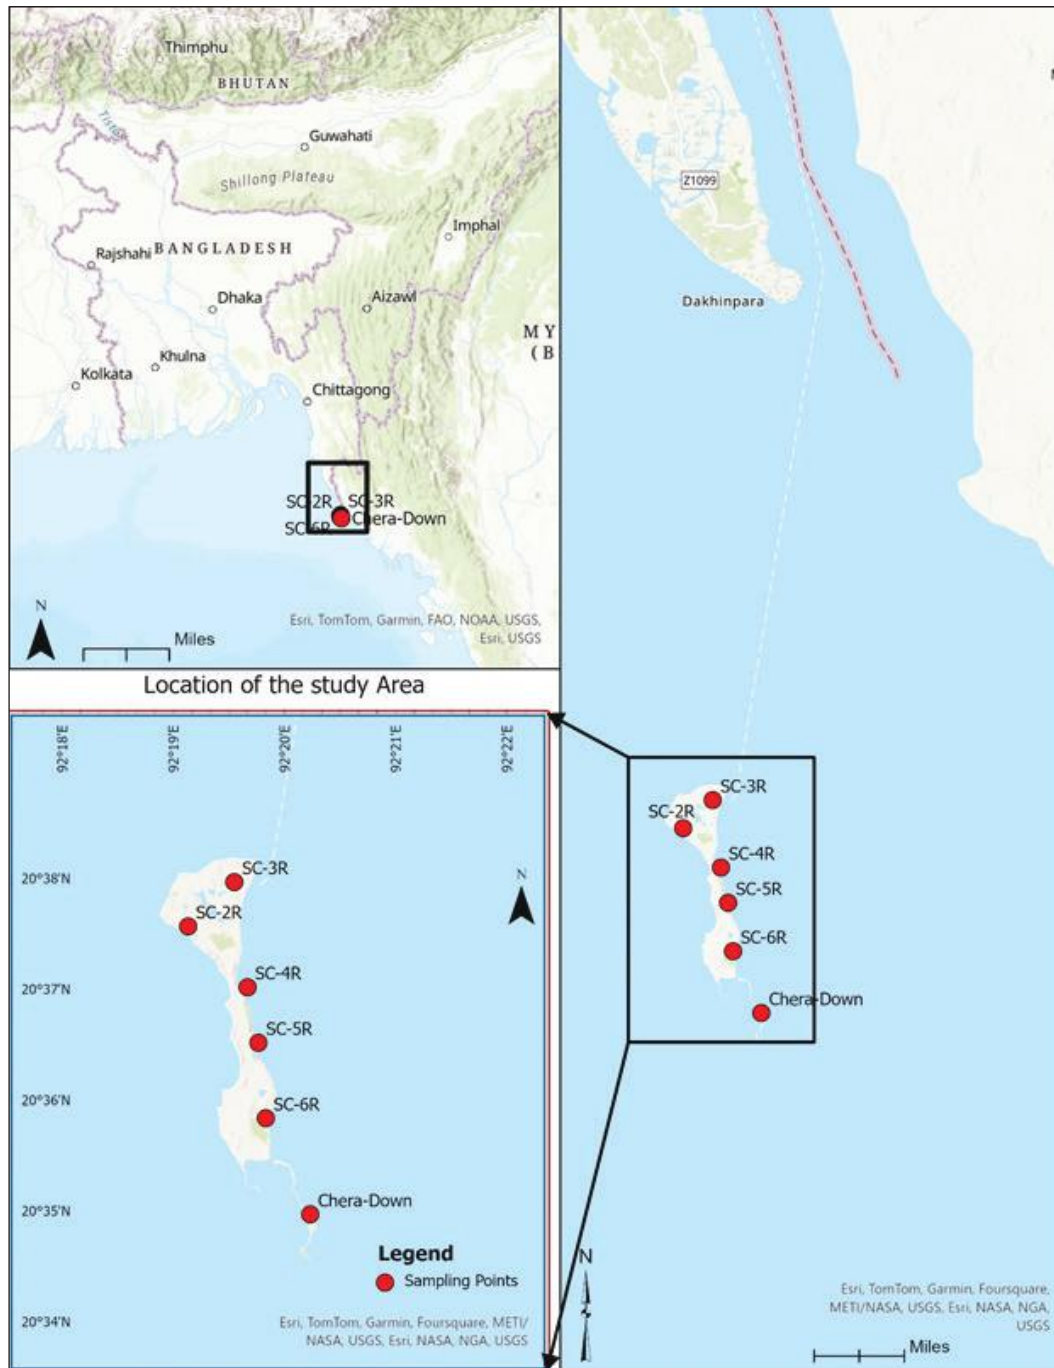 Thimphu
BHUTAN
Tista
Guwahati
Shillong Plateau
Imphal
Rajshahi
BANGLADESH
Dhaka
Aizawl
MY
(B
Khulna
Kolkata
Chittagong
SC-2R
SC-3R
Chera-Down
SC-6R
N
Miles
Esri, TomTom, Garmin, FAO, NOAA, USGS,
Esri, USGS
Location of the study Area
92°18'E
92°19'E
92°20'E
92°21'E
92°22'E
20°38'N
20°37'N
20°36'N
20°35'N
20°34'N
SC-3R
SC-2R
SC-4R
SC-5R
SC-6R
Chera-Down
N
Legend
Sampling Points
Esri, TomTom, Garmin, Foursquare, METI/
NASA, USGS, Esri, NASA, NGA, USGS
Z1099
Dakhinpara
SC-3R
SC-2R
SC-4R
SC-5R
SC-6R
Chera-Down
N
Esri, TomTom, Garmin, Foursquare,
METI/NASA, USGS, Esri, NASA, NGA,
USGS
Miles